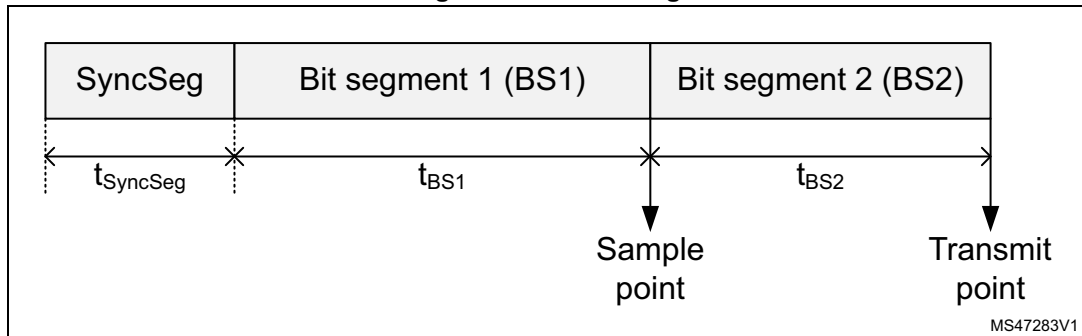 SyncSeg Bit segment 1 (BS1) Bit segment 2 (BS2)
tSyncSeg tBS1 tBS2
Sample point
Transmit point
MS47283V1